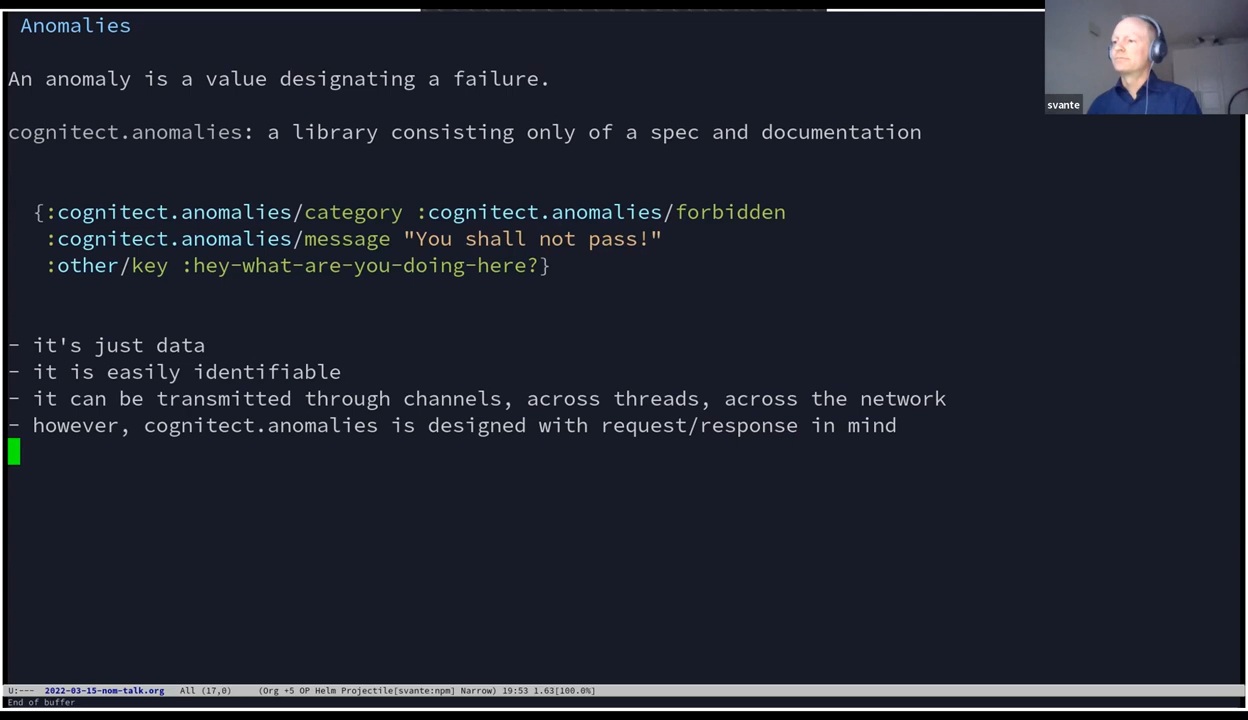 Anomalies
svante
An anomaly is a value designating a failure.
cognitect.anomalies: a library consisting only of a spec and documentation
{:cognitect.anomalies/category :cognitect.anomalies/forbidden
:cognitect.anomalies/message "You shall not pass!"
:other/key :hey-what-are-you-doing-here?}
- it's just data
- it is easily identifiable
- it can be transmitted through channels, across threads, across the network
- however, cognitect.anomalies is designed with request/response in mind
U:--- 2022-03-15-nom-talk.org All (17,0) (Org +5 OP Helm Projectile[svante:npm] Narrow) 19:53 1.63[100.0%]
End of buffer